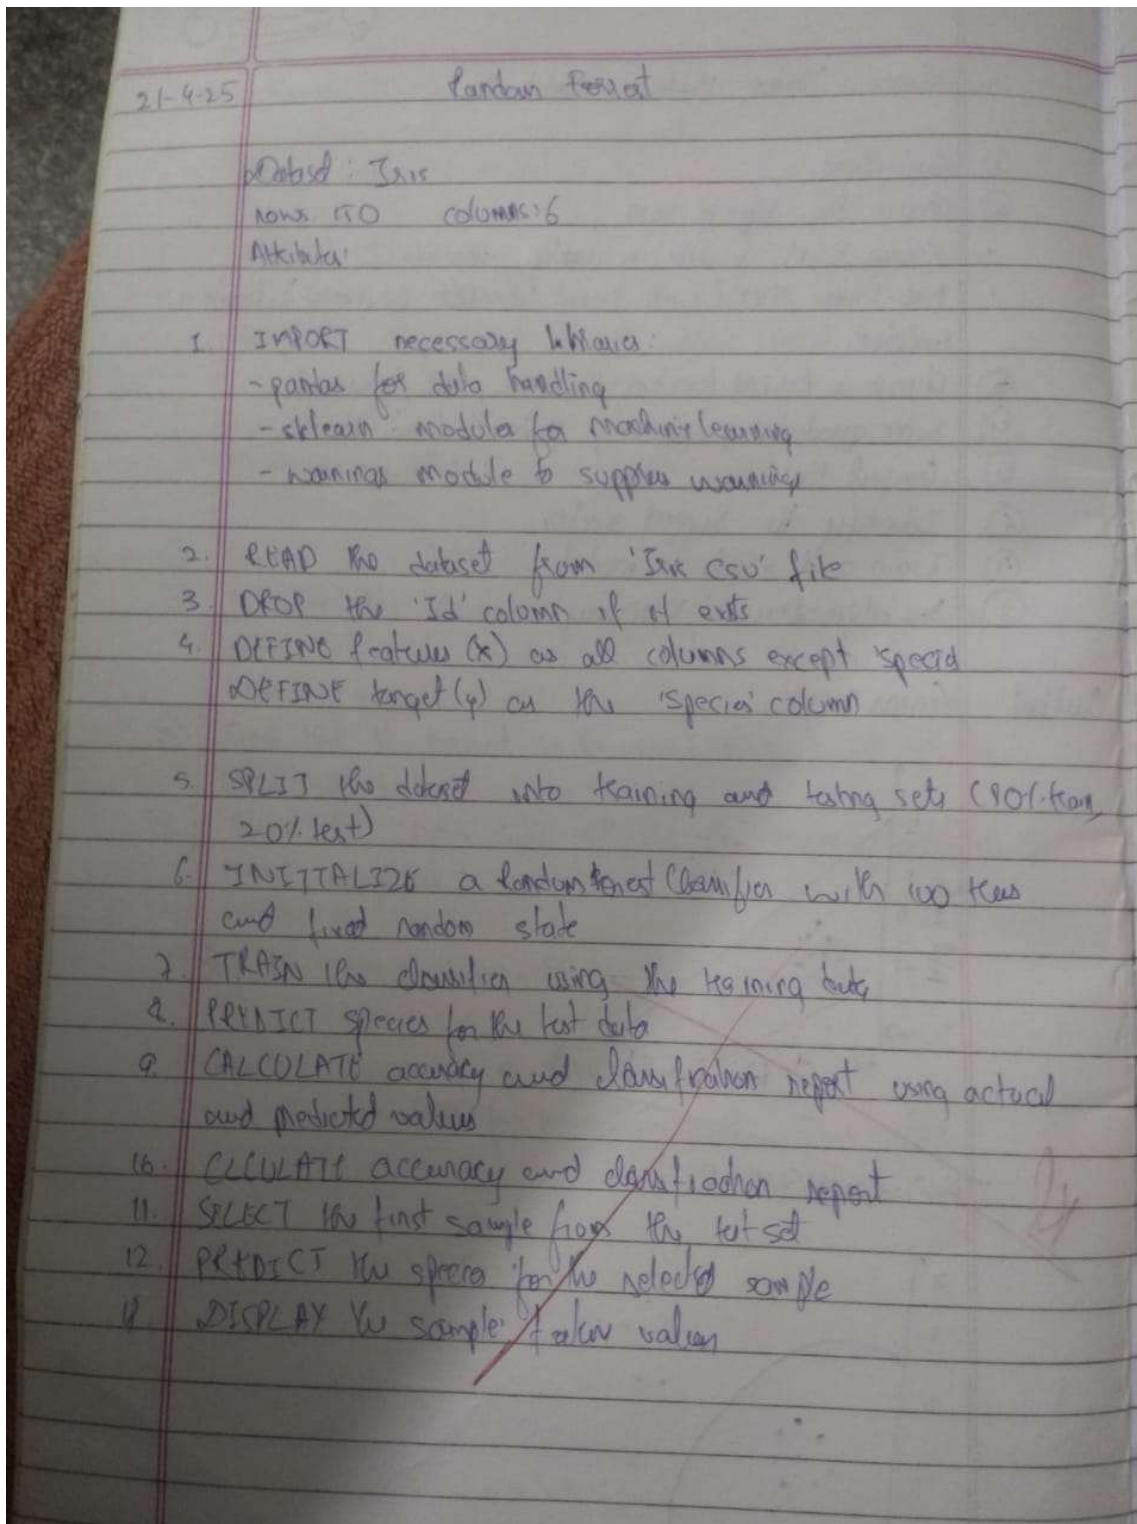 21-4-25 Random Forrest
Dataset : Iris
rows 150 columns: 6
Attributes:
1. IMPORT necessary libraries:
- pandas for data handling
- sklearn modules for machine learning
- warnings module to suppress warnings
2. READ the dataset from 'Iris csv' file
3. DROP the 'Id' column if it exists
4. DEFINE features (x) as all columns except 'species'
DEFINE target (y) as the 'species' column
5. SPLIT the dataset into training and testing sets (80% train,
20% test)
6. INITIALIZE a Random forest Classifier with 100 trees
and fixed random state
7. TRAIN the classifier using the training data
8. PREDICT species for the test data
9. CALCULATE accuracy and classification report using actual
and predicted values
10. CLCULATE accuracy and classification report
11. SELECT the first sample from the test set
12. PREDICT the species for the selected sample
13. DISPLAY the sample values